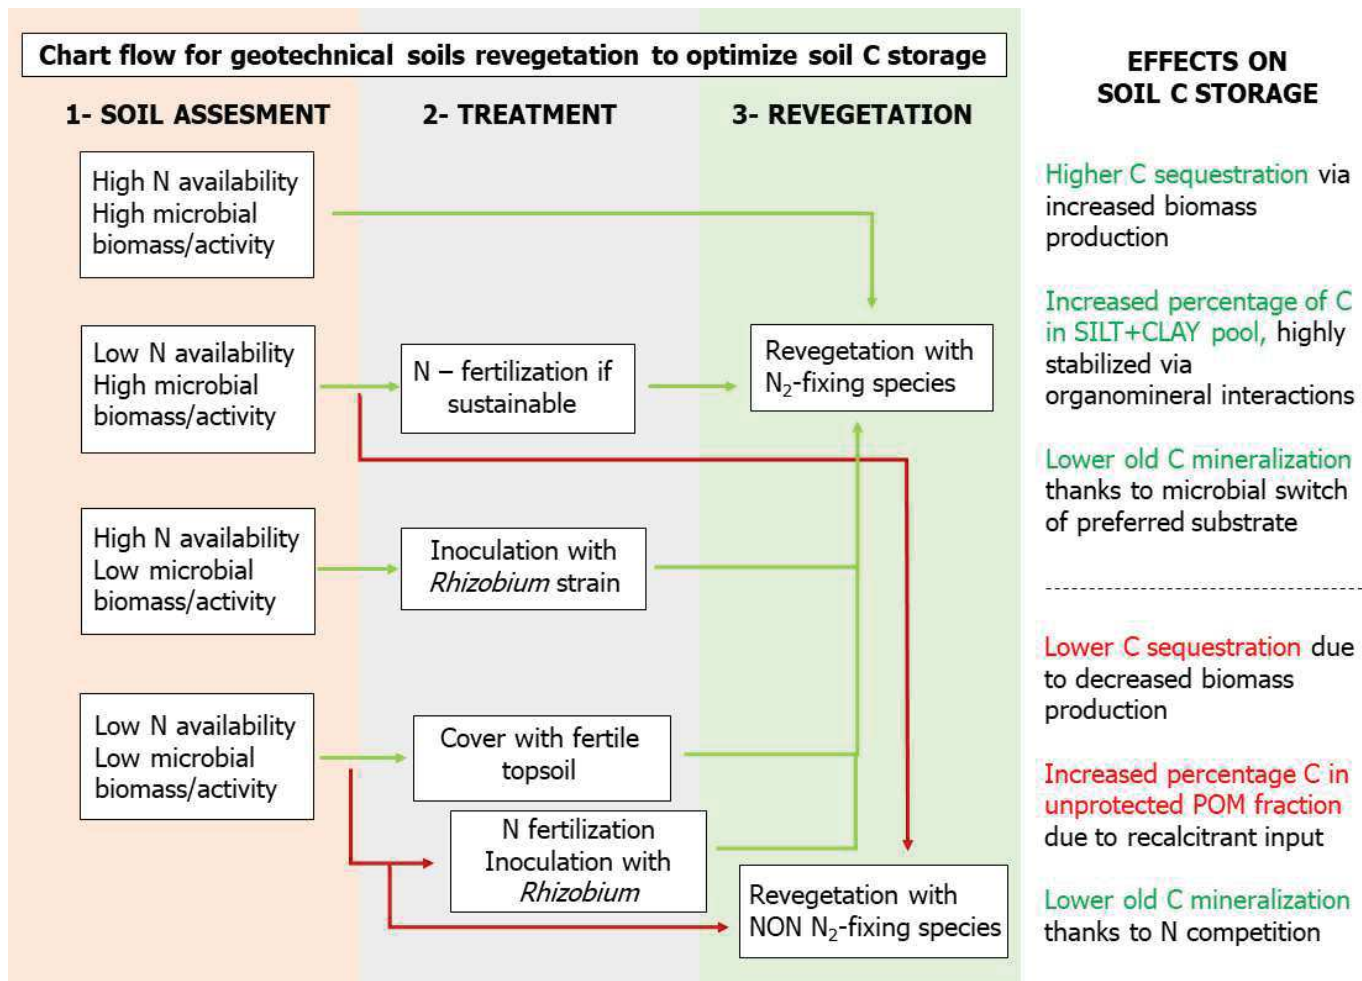 Chart flow for geotechnical soils revegetation to optimize soil C storage
1- SOIL ASSESMENT
2- TREATMENT
3- REVEGETATION
High N availability
High microbial
biomass/activity
Low N availability
High microbial
biomass/activity
N – fertilization if
sustainable
Revegetation with
N₂-fixing species
High N availability
Low microbial
biomass/activity
Inoculation with
Rhizobium strain
Low N availability
Low microbial
biomass/activity
Cover with fertile
topsoil
N fertilization
Inoculation with
Rhizobium
Revegetation with
NON N₂-fixing species
EFFECTS ON
SOIL C STORAGE
Higher C sequestration via
increased biomass
production
Increased percentage of C
in SILT+CLAY pool, highly
stabilized via
organomineral interactions
Lower old C mineralization
thanks to microbial switch
of preferred substrate
Lower C sequestration due
to decreased biomass
production
Increased percentage C in
unprotected POM fraction
due to recalcitrant input
Lower old C mineralization
thanks to N competition